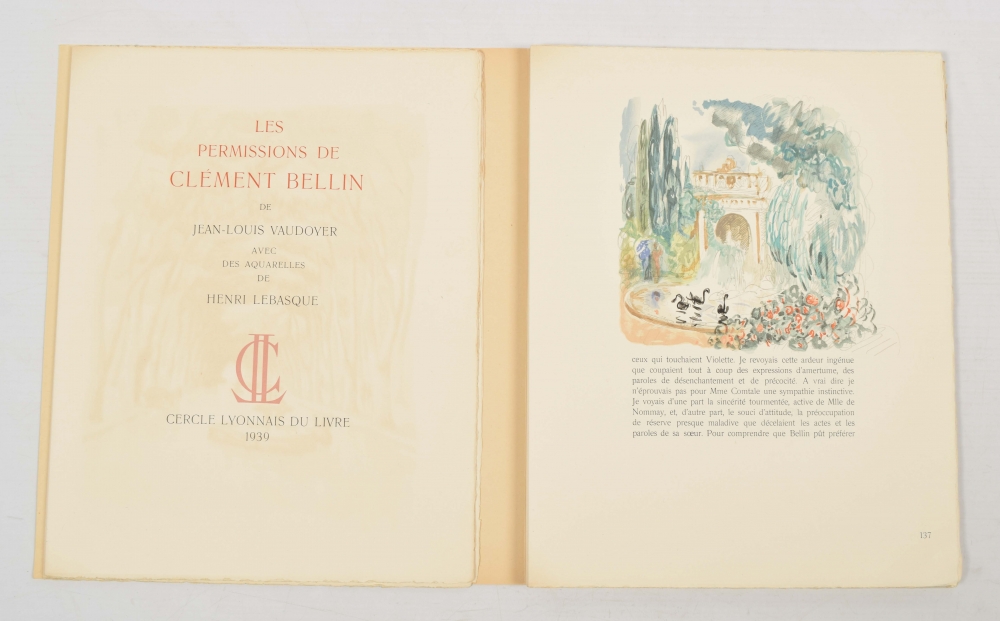 LES
PERMISSIONS DE
CLÉMENT BELLIN
DE
JEAN-LOUIS VAUDOYER
AVEC
DES AQUARELLES
DE
HENRI LEBASQUE
CLL
CERCLE LYONNAIS DU LIVRE
1939
ceux qui touchaient Violette. Je revoyais cette ardeur ingénue
que coupaient tout à coup des expressions d'amertume, des
paroles de désenchantement et de précocité. A vrai dire je
n'éprouvais pas pour Mme Comtale une sympathie instinctive.
Je voyais d'une part la sincérité tourmentée, active de Mlle de
Nommay, et, d'autre part, le souci d'attitude, la préoccupation
de réserve presque maladive que décelaient les actes et les
paroles de sa sœur. Pour comprendre que Bellin pût préférer
137